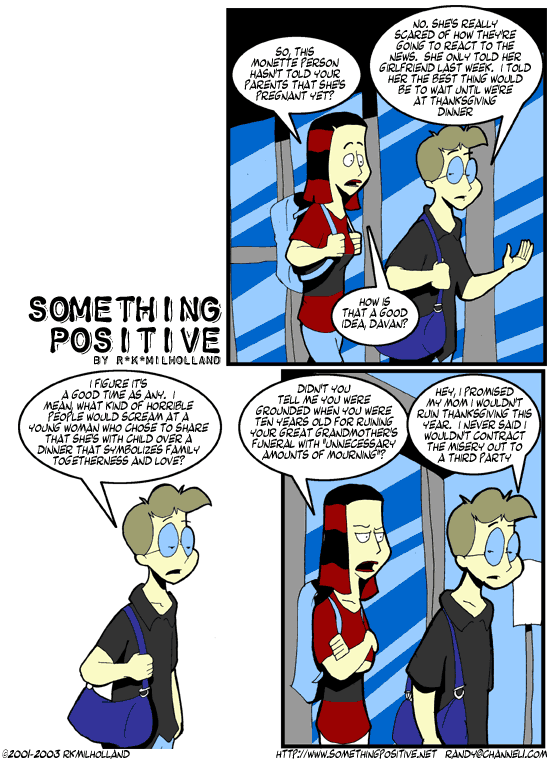 SO, THIS
MONETTE PERSON
HASN'T TOLD YOUR
PARENTS THAT SHE'S
PREGNANT YET?
NO. SHE'S REALLY
SCARED OF HOW THEY'RE
GOING TO REACT TO THE
NEWS. SHE ONLY TOLD HER
GIRLFRIEND LAST WEEK. I TOLD
HER THE BEST THING WOULD
BE TO WAIT UNTIL WE'RE
AT THANKSGIVING
DINNER
HOW IS
THAT A GOOD
IDEA, DAVAN?
SOMETHING
POSITIVE
BY R*K*MILHOLLAND
I FIGURE IT'S
A GOOD TIME AS ANY. I
MEAN, WHAT KIND OF HORRIBLE
PEOPLE WOULD SCREAM AT A
YOUNG WOMAN WHO CHOSE TO SHARE
THAT SHE'S WITH CHILD OVER A
DINNER THAT SYMBOLIZES FAMILY
TOGETHERNESS AND LOVE?
DIDN'T YOU
TELL ME YOU WERE
GROUNDED WHEN YOU WERE
TEN YEARS OLD FOR RUINING
YOUR GREAT GRANDMOTHER'S
FUNERAL WITH "UNNECESSARY
AMOUNTS OF MOURNING"?
HEY, I PROMISED
MY MOM I WOULDN'T
RUIN THANKSGIVING THIS
YEAR. I NEVER SAID I
WOULDN'T CONTRACT
THE MISERY OUT TO
A THIRD PARTY
©2001-2003 RKMILHOLLAND
HTTP://WWW.SOMETHINGPOSITIVE.NET RANDY@CHANNEL1.COM